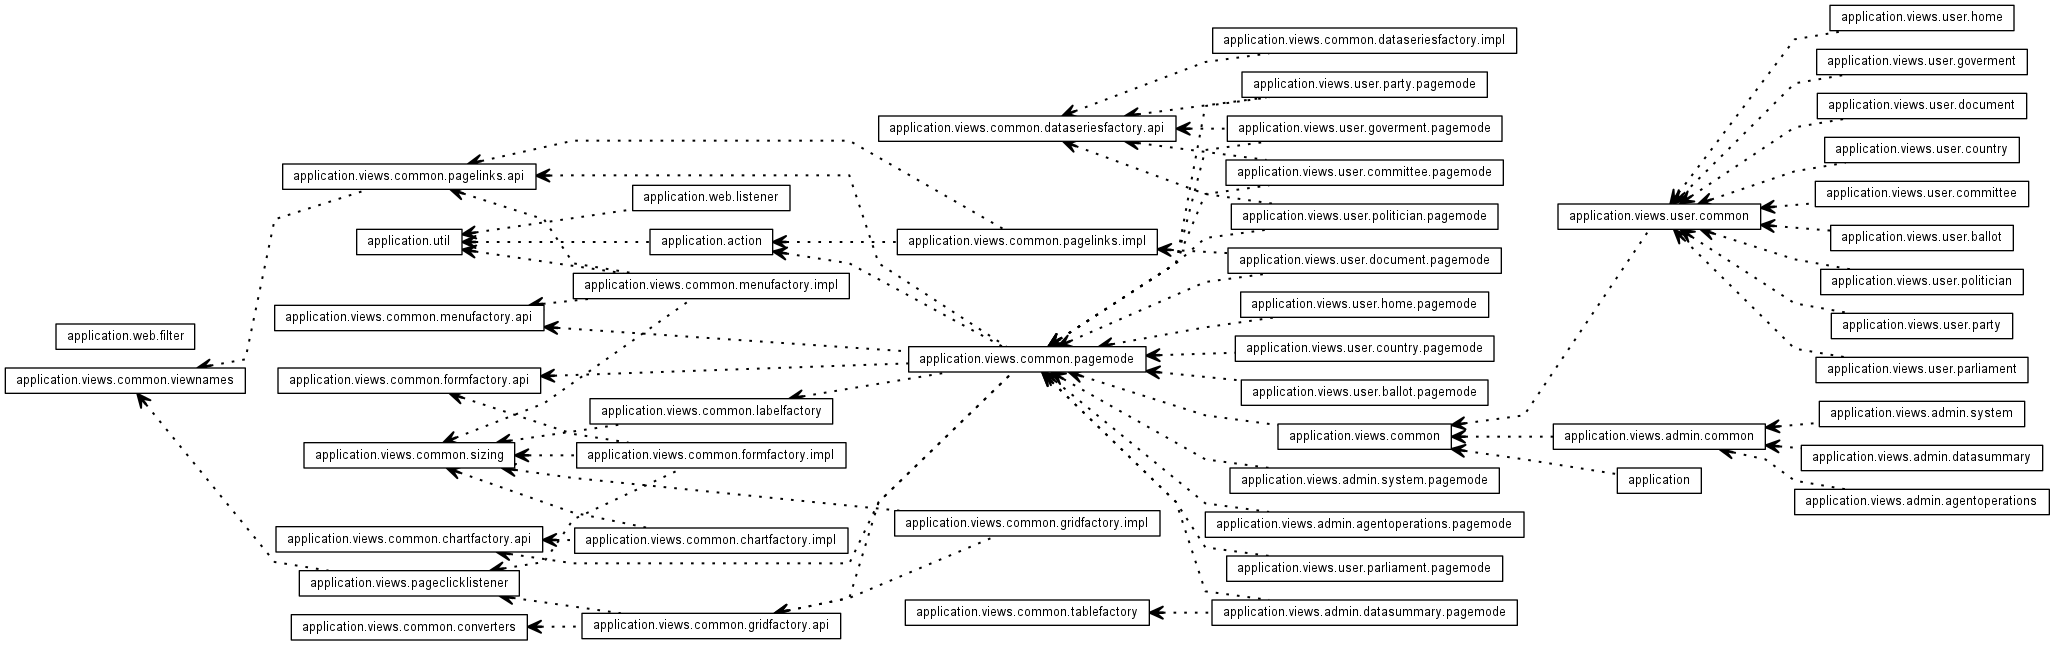 application.web.filter
application.views.common.viewnames
application.views.common.pagelinks.api
application.util
application.views.common.menufactory.api
application.views.common.formfactory.api
application.views.common.sizing
application.views.common.chartfactory.api
application.views.pageclicklistener
application.views.common.converters
application.web.listener
application.action
application.views.common.menufactory.impl
application.views.common.labelfactory
application.views.common.formfactory.impl
application.views.common.chartfactory.impl
application.views.common.gridfactory.api
application.views.common.dataseriesfactory.api
application.views.common.pagelinks.impl
application.views.common.pagemode
application.views.common.gridfactory.impl
application.views.common.tablefactory
application.views.common.dataseriesfactory.impl
application.views.user.party.pagemode
application.views.user.goverment.pagemode
application.views.user.committee.pagemode
application.views.user.politician.pagemode
application.views.user.document.pagemode
application.views.user.home.pagemode
application.views.user.country.pagemode
application.views.user.ballot.pagemode
application.views.common
application.views.admin.system.pagemode
application.views.admin.agentoperations.pagemode
application.views.user.parliament.pagemode
application.views.admin.datasummary.pagemode
application.views.user.common
application.views.admin.common
application
application.views.user.home
application.views.user.goverment
application.views.user.document
application.views.user.country
application.views.user.committee
application.views.user.ballot
application.views.user.politician
application.views.user.party
application.views.user.parliament
application.views.admin.system
application.views.admin.datasummary
application.views.admin.agentoperations